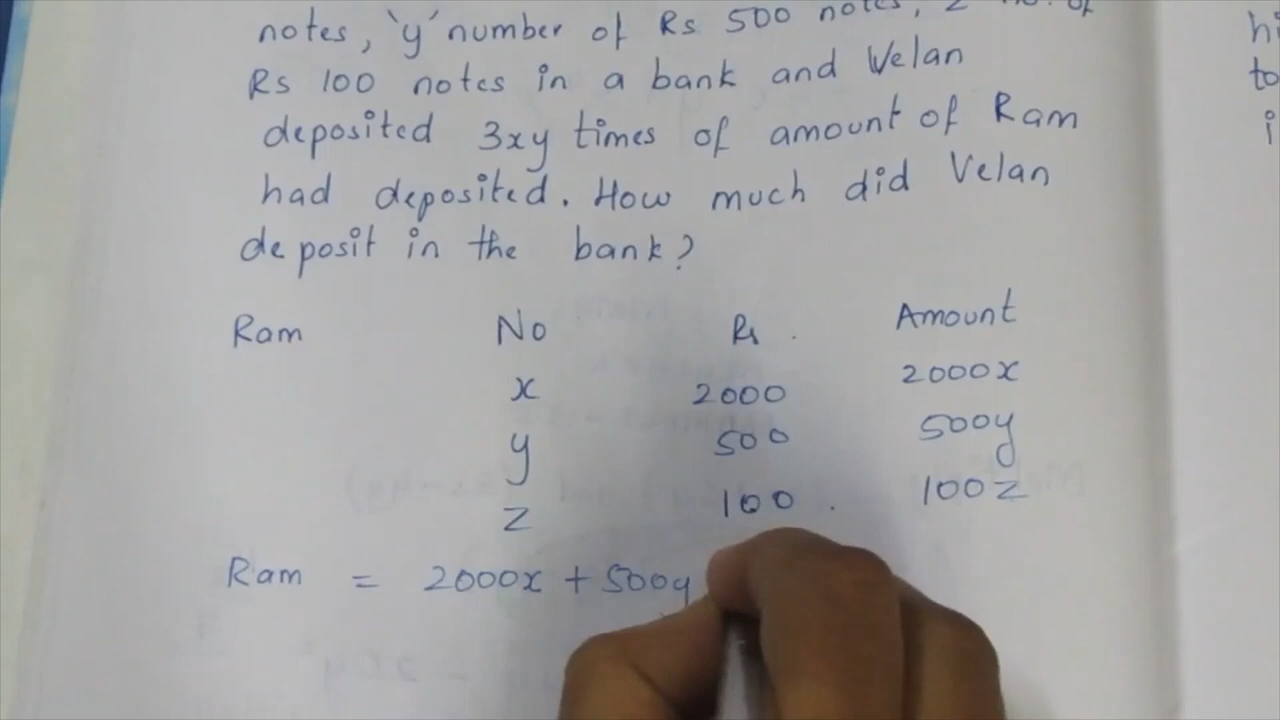 notes, 'y' number of Rs 500 notes, z no. of
Rs 100 notes in a bank and Velan
deposited 3xy times of amount of Ram
had deposited. How much did Velan
deposit in the bank?
Ram No Rs . Amount
x 2000 2000x
y 500 500y
z 100 . 100z
Ram = 2000x + 500y
hi
to
i